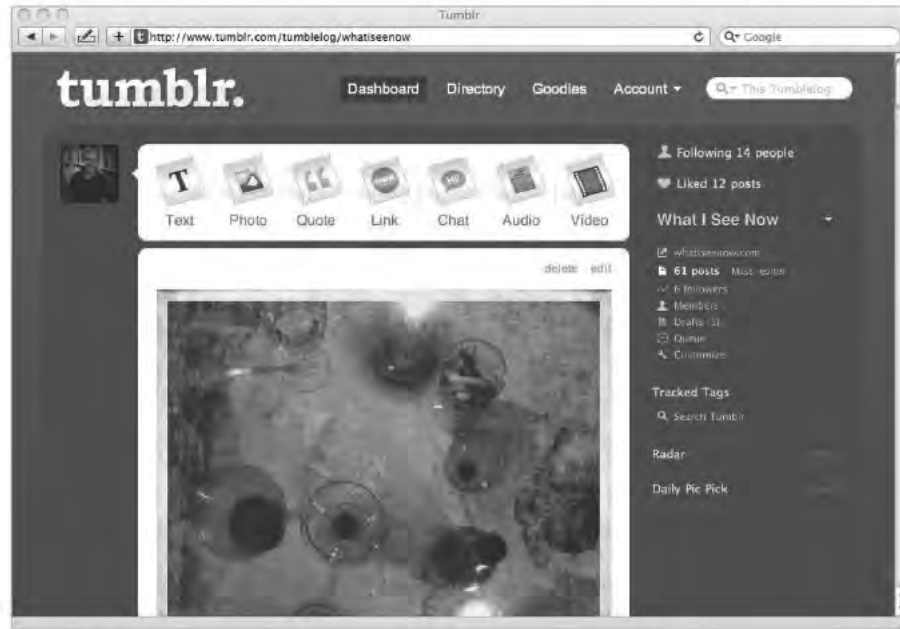 Tumblr
http://www.tumblr.com/tumblelog/whatiseenow
Google
tumblr.
Dashboard Directory Goodies Account
This Tumblelog
Text Photo Quote Link Chat Audio Video
delete edit
Following 14 people
Liked 12 posts
What I See Now
whatiseenow.com
61 posts Mass editor
6 followers
Members
Drafts (3)
Queue
Customize
Tracked Tags
Search Tumblr
Radar
Daily Pic Pick